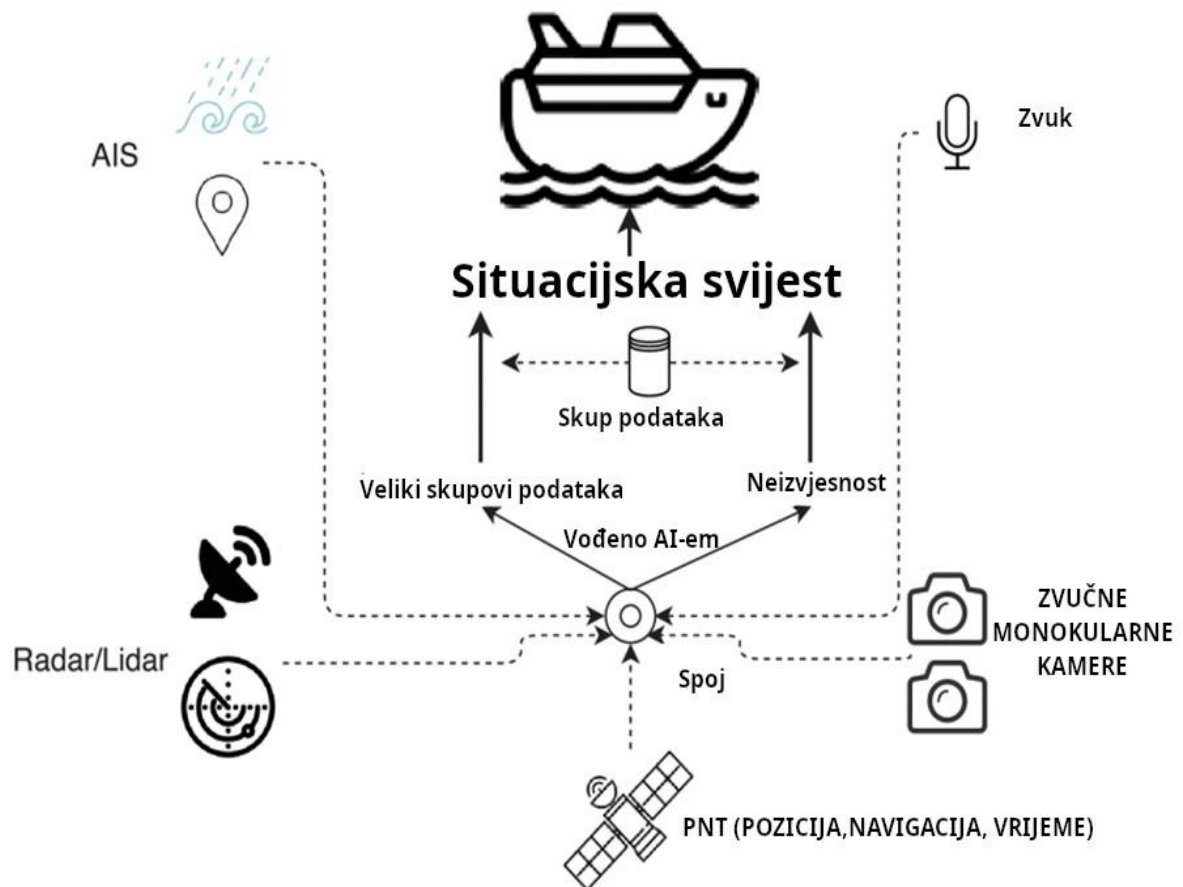 AIS
Zvuk
Situacijska svijest
Skup podataka
Veliki skupovi podataka
Neizvjesnost
Vođeno AI-em
ZVUČNE
MONOKULARNE
KAMERE
Radar/Lidar
Spoj
PNT (POZICIJA,NAVIGACIJA, VRIJEME)